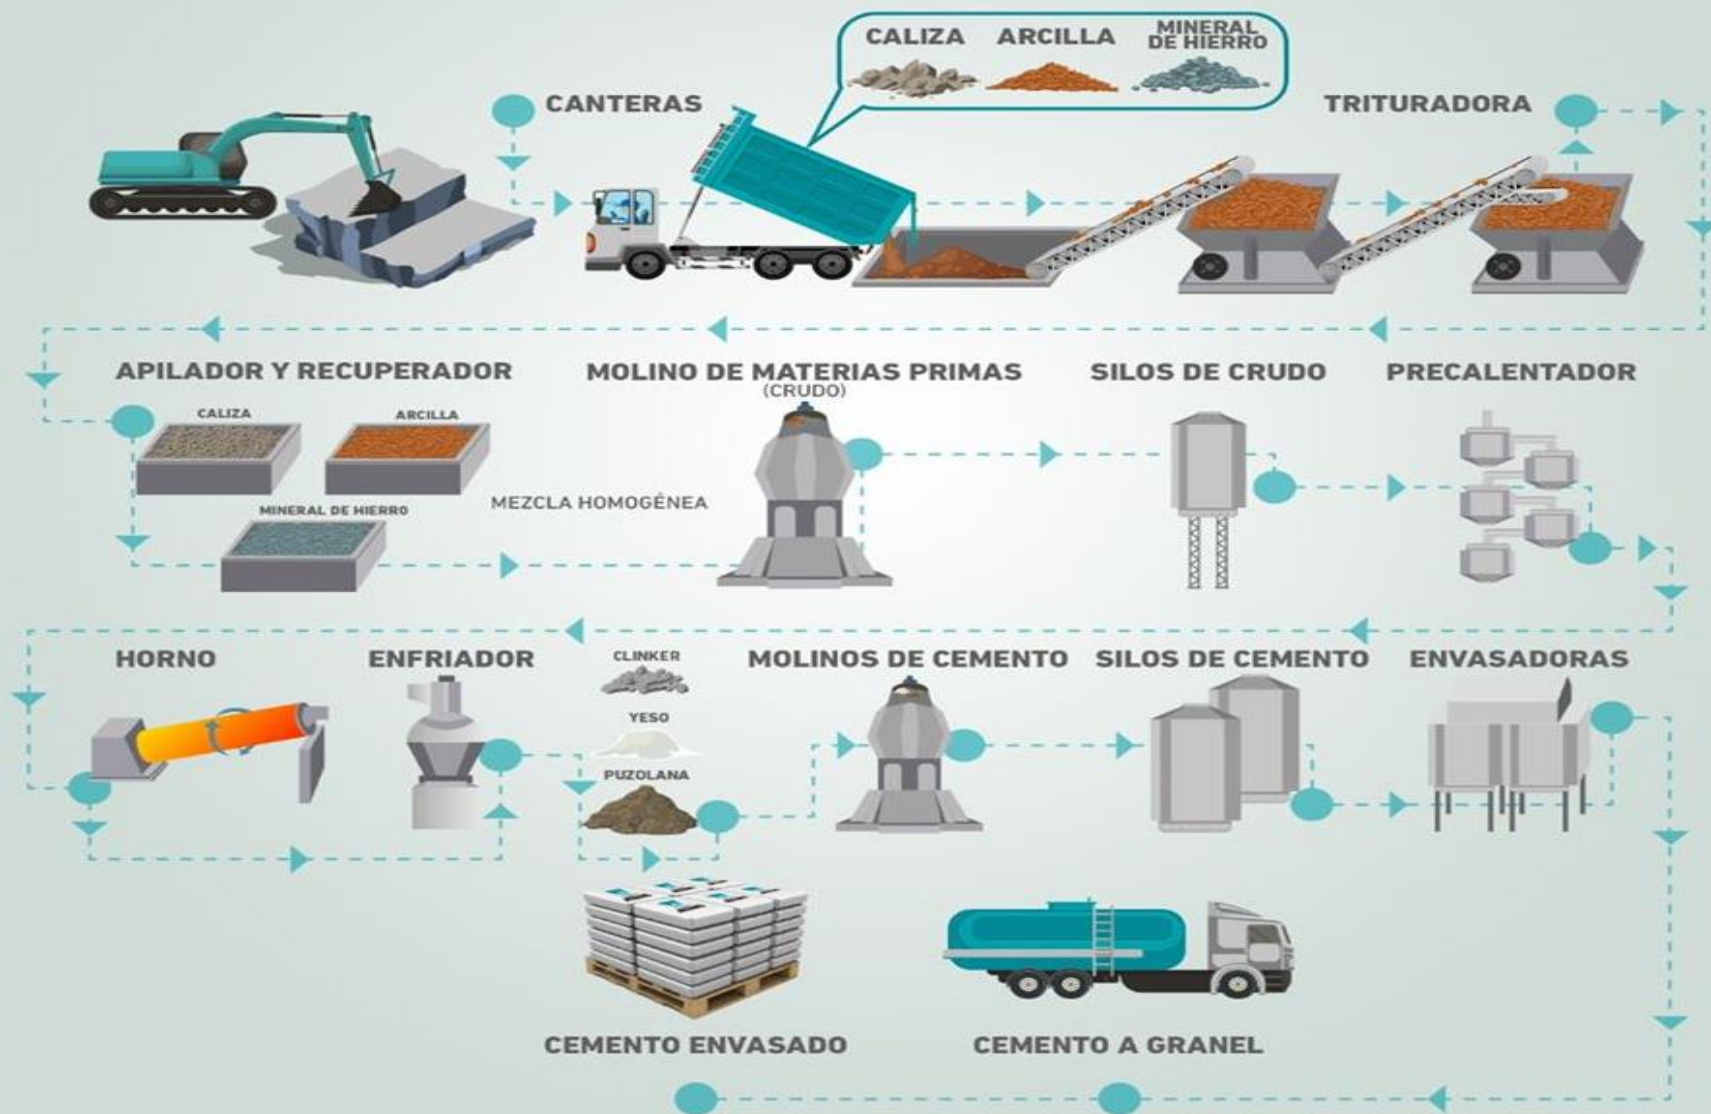 CALIZA
ARCILLA
MINERAL
DE HIERRO
CANTERAS
TRITURADORA
APILADOR Y RECUPERADOR
MOLINO DE MATERIAS PRIMAS
(CRUDO)
SILOS DE CRUDO
PRECALENTADOR
CALIZA
ARCILLA
MINERAL DE HIERRO
MEZCLA HOMOGÉNEA
HORNO
ENFRIADOR
CLINKER
YESO
PUZOLANA
MOLINOS DE CEMENTO
SILOS DE CEMENTO
ENVASADORAS
CEMENTO ENVASADO
CEMENTO A GRANEL